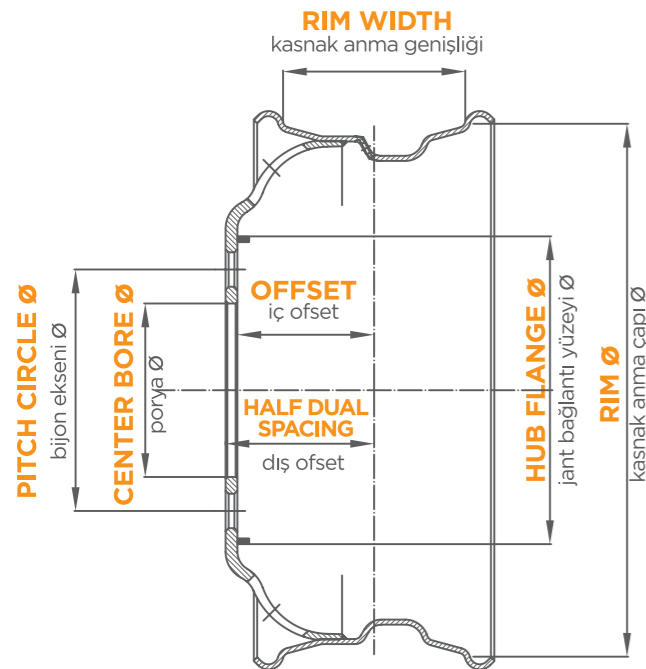 RIM WIDTH
kasnak anma genişliği
PITCH CIRCLE Ø
bijon ekseni Ø
CENTER BORE Ø
porya Ø
OFFSET
iç ofset
HALF DUAL
SPACING
dış ofset
HUB FLANGE Ø
jant bağlantı yüzeyi Ø
RIM Ø
kasnak anma çapı Ø